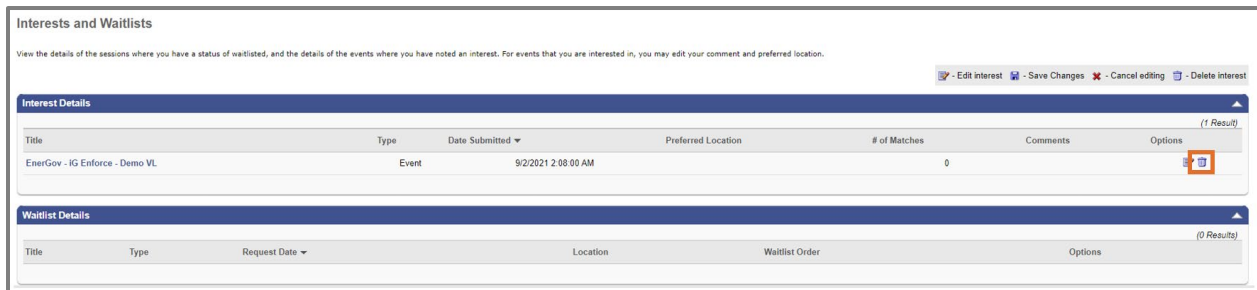 Interests and Waitlists
View the details of the sessions where you have a status of waitlisted, and the details of the events where you have noted an interest. For events that you are interested in, you may edit your comment and preferred location.
- Edit interest - Save Changes - Cancel editing - Delete interest
Interest Details
(1 Result)
Title Type Date Submitted Preferred Location # of Matches Comments Options
EnerGov - iG Enforce - Demo VL Event 9/2/2021 2:08:00 AM 0
Waitlist Details
(0 Results)
Title Type Request Date Location Waitlist Order Options